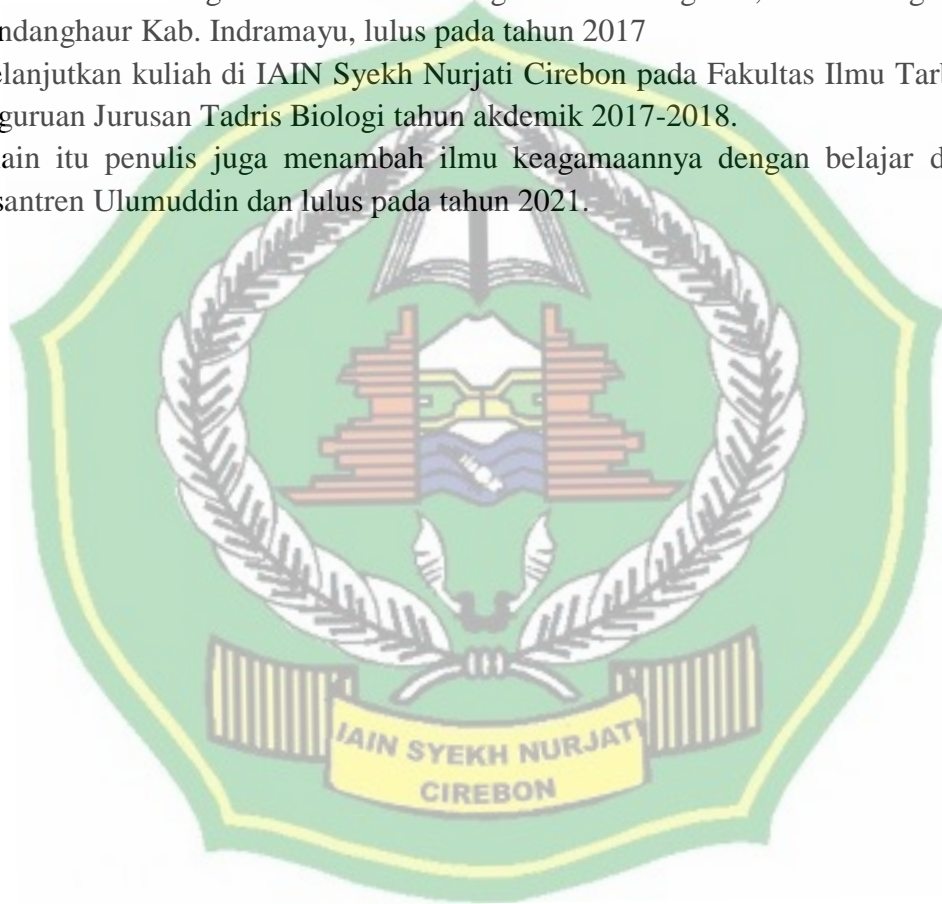 ndanghaur Kab. Indramayu, lulus pada tahun 2017
elanjutkan kuliah di IAIN Syekh Nurjati Cirebon pada Fakultas Ilmu Tarb
guruan Jurusan Tadris Biologi tahun akdemik 2017-2018.
ain itu penulis juga menambah ilmu keagamaannya dengan belajar d
santren Ulumuddin dan lulus pada tahun 2021.
IAIN SYEKH NURJATI
CIREBON